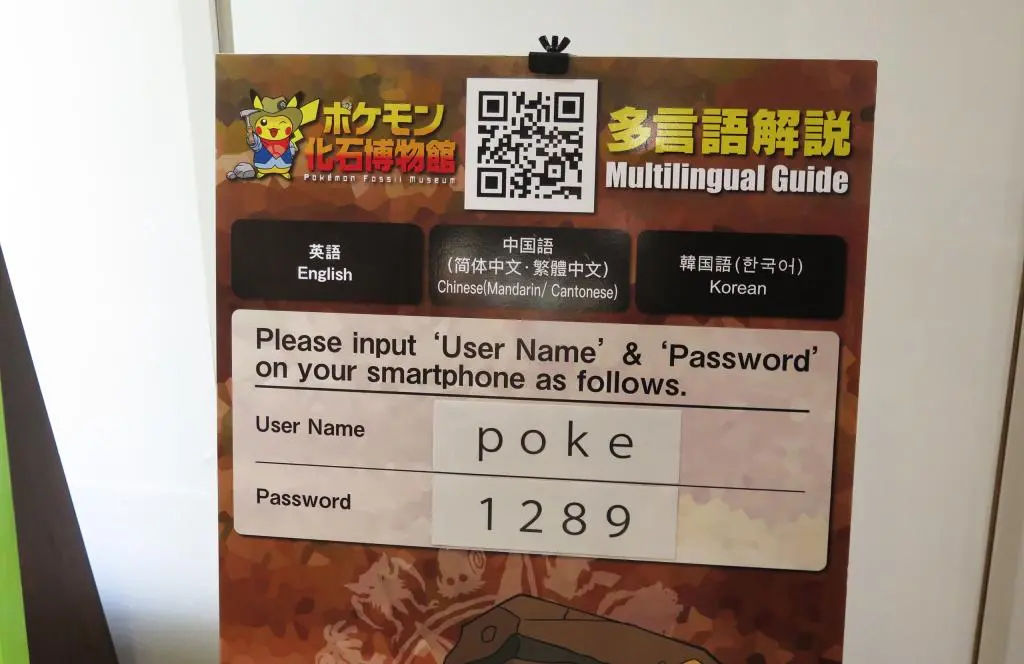 ポケモン
化石博物館
Pokémon Fossil Museum
多言語解説
Multilingual Guide
英語
English
中国語
(简体中文·繁體中文)
Chinese(Mandarin/ Cantonese)
韓国語(한국어)
Korean
Please input ‘User Name’ & ‘Password’
on your smartphone as follows.
User Name
poke
Password
1289